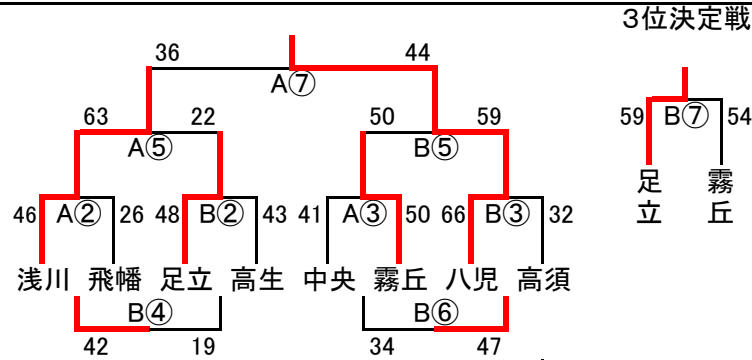 3位決定戦
36 44
A⑦
59 B⑦ 54
63 22 50 59
A⑤ B⑤
足立 霧丘
46 A② 26 48 B② 43 41 A③ 50 66 B③ 32
浅川 飛幡 足立 高生 中央 霧丘 八児 高須
B④ B⑥
42 19 34 47